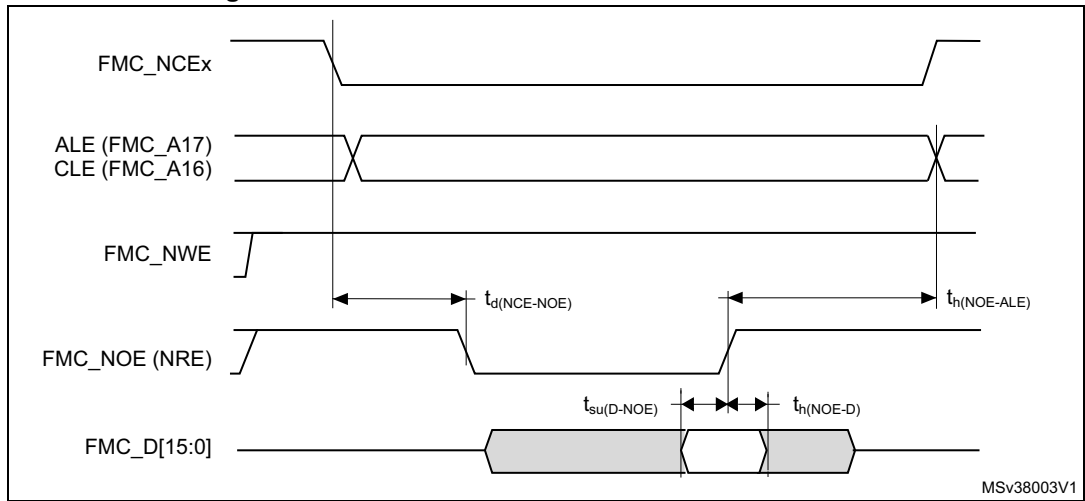 FMC_NCEx
ALE (FMC_A17)
CLE (FMC_A16)
FMC_NWE
td(NCE-NOE)
th(NOE-ALE)
FMC_NOE (NRE)
tsu(D-NOE)
th(NOE-D)
FMC_D[15:0]
MSv38003V1